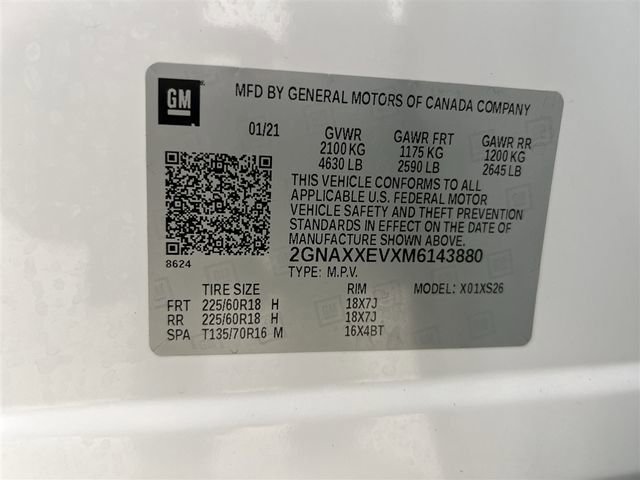 GM
MFD BY GENERAL MOTORS OF CANADA COMPANY
01/21 GVWR GAWR FRT GAWR RR
2100 KG 1175 KG 1200 KG
4630 LB 2590 LB 2645 LB
THIS VEHICLE CONFORMS TO ALL
APPLICABLE U.S. FEDERAL MOTOR
VEHICLE SAFETY AND THEFT PREVENTION
STANDARDS IN EFFECT ON THE DATE OF
MANUFACTURE SHOWN ABOVE.
8624
2GNAXXEVXM6143880
TYPE: M.P.V. MODEL: X01XS26
TIRE SIZE RIM
FRT 225/60R18 H 18X7J
RR 225/60R18 H 18X7J
SPA T135/70R16 M 16X4BT